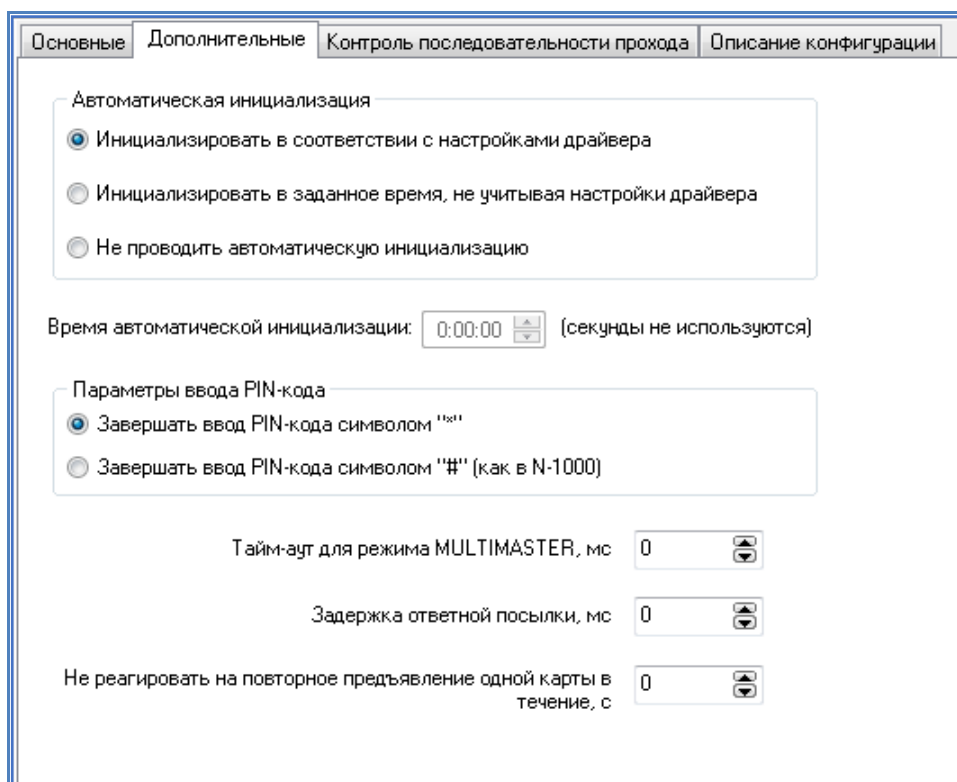 Основные Дополнительные Контроль последовательности прохода Описание конфигурации
Автоматическая инициализация
Инициализировать в соответствии с настройками драйвера
Инициализировать в заданное время, не учитывая настройки драйвера
Не проводить автоматическую инициализацию
Время автоматической инициализации: 0:00:00 (секунды не используются)
Параметры ввода PIN-кода
Завершать ввод PIN-кода символом "*"
Завершать ввод PIN-кода символом "#" (как в N-1000)
Тайм-аут для режима MULTIMASTER, мс 0
Задержка ответной посылки, мс 0
Не реагировать на повторное предъявление одной карты в 0
течение, с